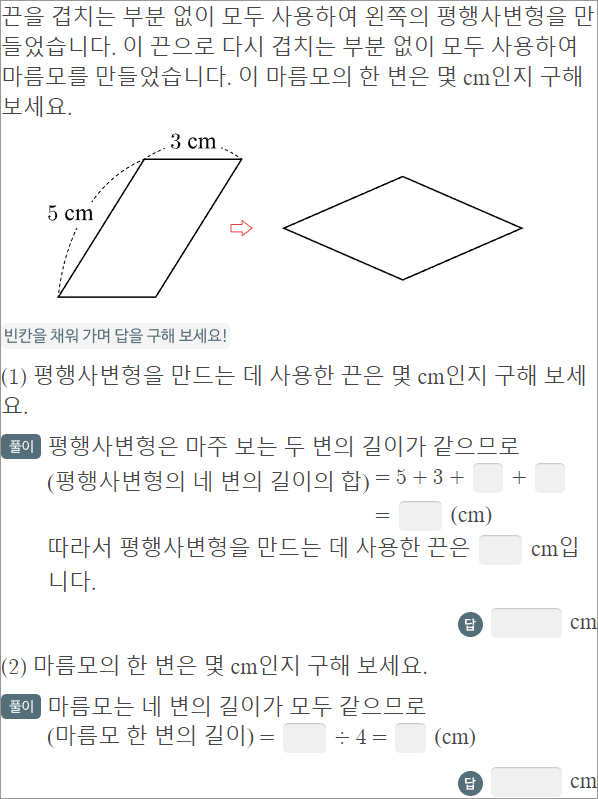 끈을 겹치는 부분 없이 모두 사용하여 왼쪽의 평행사변형을 만
들었습니다. 이 끈으로 다시 겹치는 부분 없이 모두 사용하여
마름모를 만들었습니다. 이 마름모의 한 변은 몇 cm인지 구해
보세요.
3 cm
5 cm
빈칸을 채워 가며 답을 구해 보세요!
(1) 평행사변형을 만드는 데 사용한 끈은 몇 cm인지 구해 보세
요.
풀이 평행사변형은 마주 보는 두 변의 길이가 같으므로
(평행사변형의 네 변의 길이의 합) = 5 + 3 + +
= (cm)
따라서 평행사변형을 만드는 데 사용한 끈은 cm입
니다.
답 cm
(2) 마름모의 한 변은 몇 cm인지 구해 보세요.
풀이 마름모는 네 변의 길이가 모두 같으므로
(마름모 한 변의 길이) = ÷ 4 = (cm)
답 cm